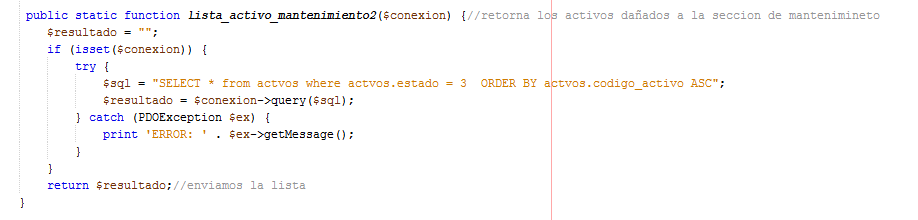 public static function lista_activo_mantenimiento2($conexion) {//retorna los activos dañados a la seccion de mantenimineto
$resultado = "";
if (isset($conexion)) {
try {
$sql = "SELECT * from actvos where actvos.estado = 3  ORDER BY actvos.codigo_activo ASC";
$resultado = $conexion->query($sql);
} catch (PDOException $ex) {
print 'ERROR: ' . $ex->getMessage();
}
}
return $resultado;//enviamos la lista
}